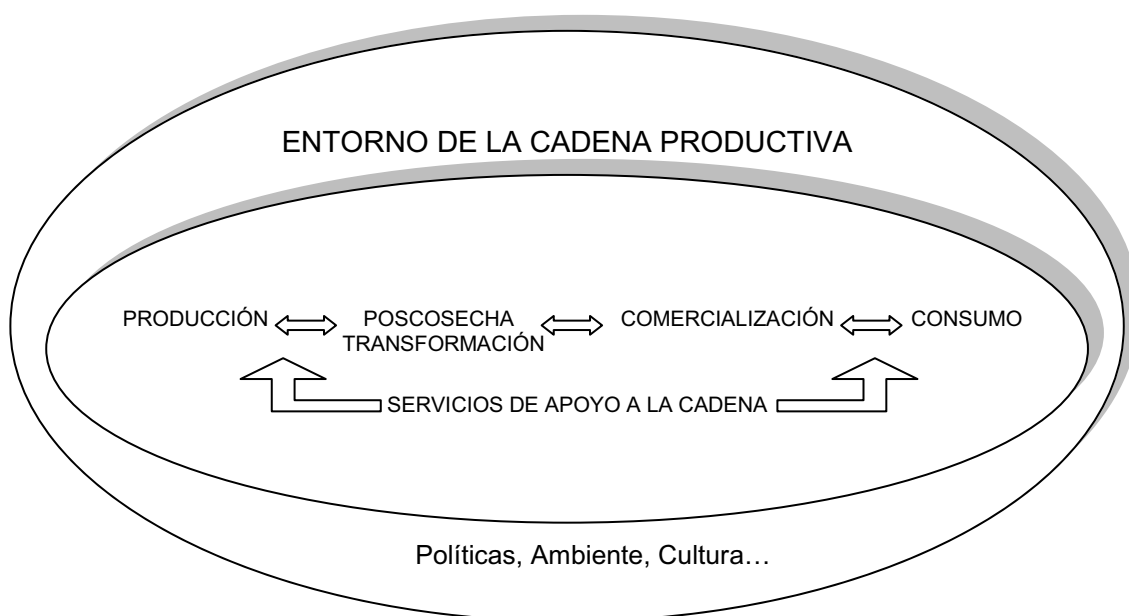 ENTORNO DE LA CADENA PRODUCTIVA
PRODUCCIÓN
POSCOSECHA
TRANSFORMACIÓN
COMERCIALIZACIÓN
CONSUMO
SERVICIOS DE APOYO A LA CADENA
Políticas, Ambiente, Cultura…